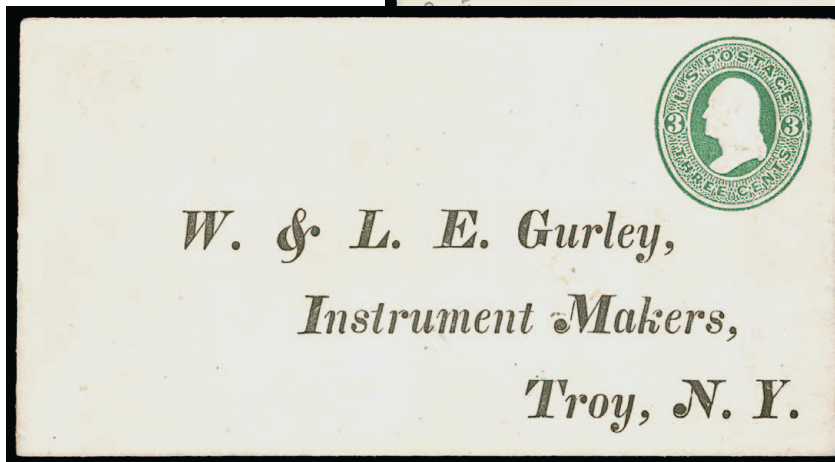 U.S. POSTAGE
3 3
THREE CENTS
W. & L. E. Gurley,
Instrument Makers,
Troy, N. Y.